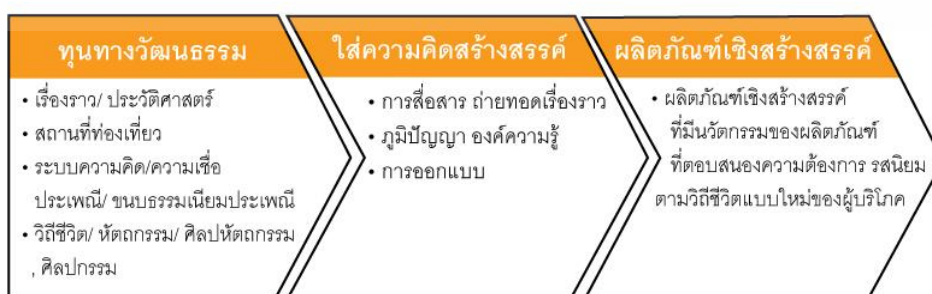 ทุนทางวัฒนธรรม
• เรื่องราว/ ประวัติศาสตร์
• สถานที่ท่องเที่ยว
• ระบบความคิด/ความเชื่อ
ประเพณี/ ขนบธรรมเนียมประเพณี
• วิถีชีวิต/ หัตถกรรม/ ศิลปหัตถกรรม
, ศิลปกรรม
ใส่ความคิดสร้างสรรค์
• การสื่อสาร ถ่ายทอดเรื่องราว
• ภูมิปัญญา องค์ความรู้
• การออกแบบ
ผลิตภัณฑ์เชิงสร้างสรรค์
• ผลิตภัณฑ์เชิงสร้างสรรค์
ที่มีนวัตกรรมของผลิตภัณฑ์
ที่ตอบสนองความต้องการ รสนิยม
ตามวิถีชีวิตแบบใหม่ของผู้บริโภค